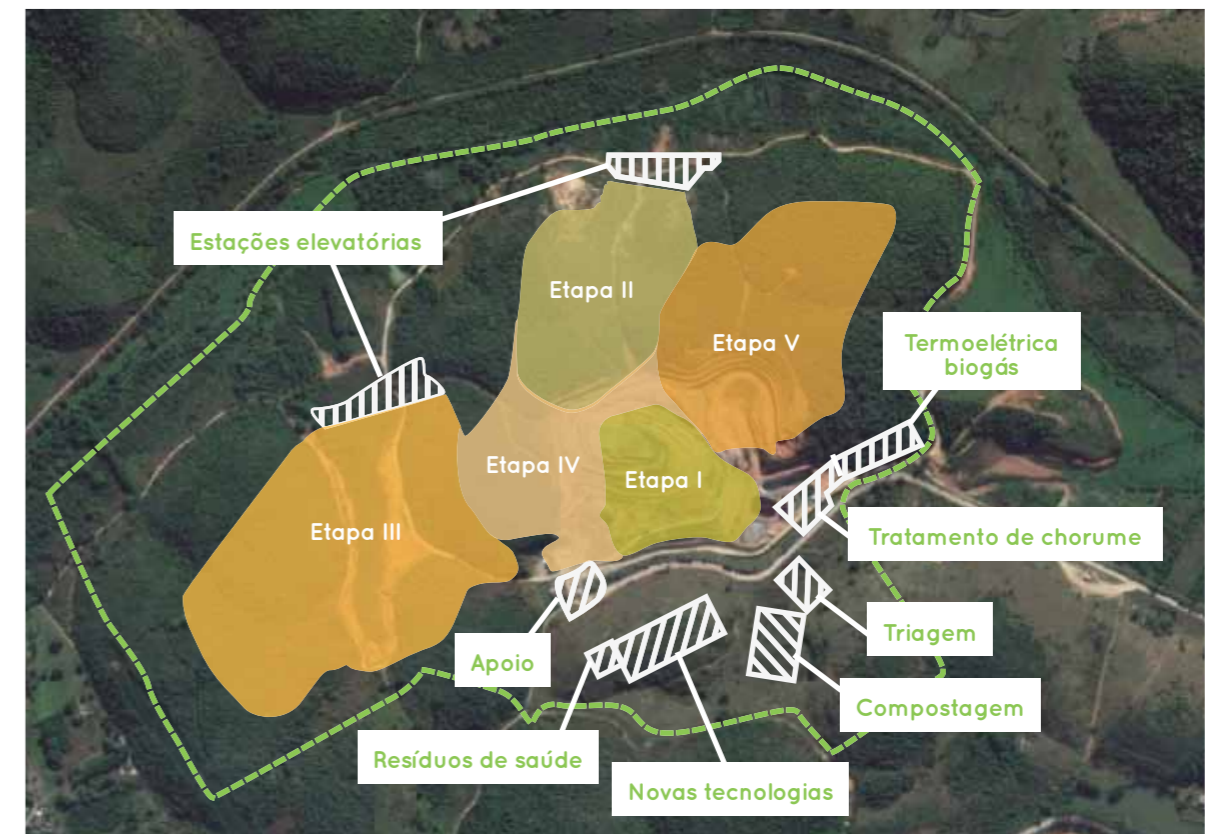 Estações elevatórias
Etapa II
Etapa V
Termoelétrica
biogás
Etapa IV
Etapa I
Etapa III
Tratamento de chorume
Triagem
Apoio
Compostagem
Resíduos de saúde
Novas tecnologias